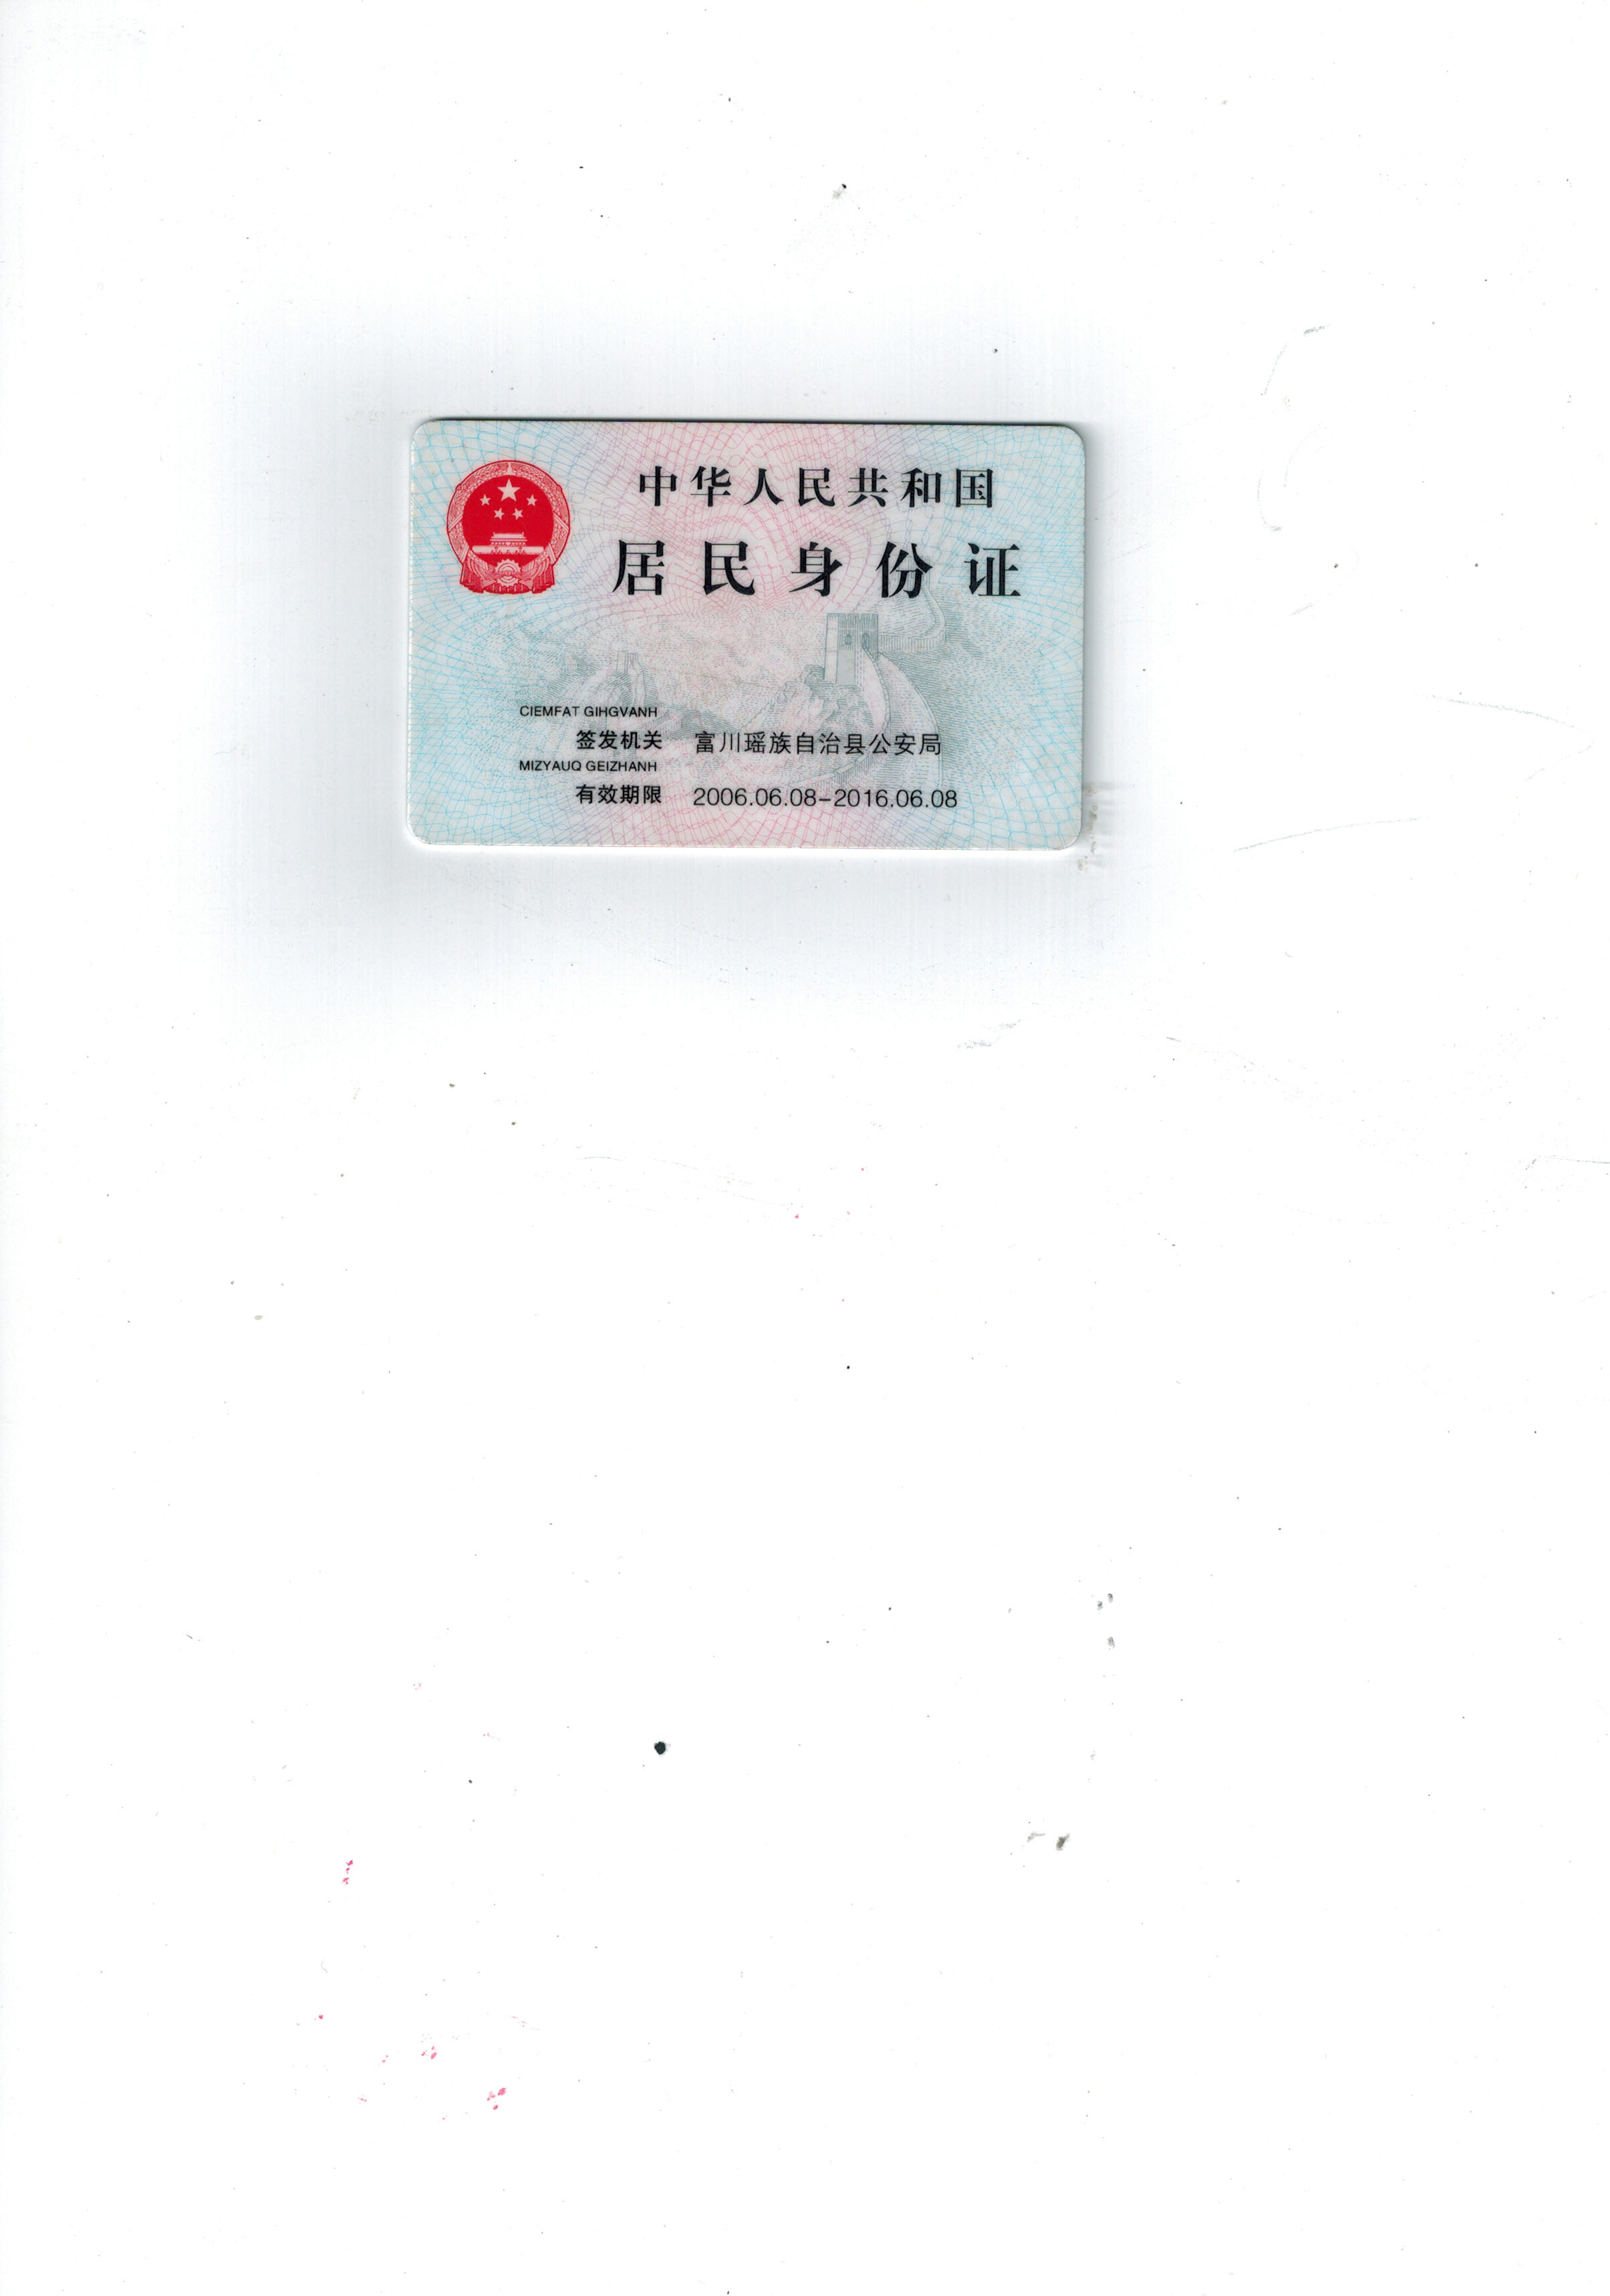 中华人民共和国
居民身份证
CIEMFAT GIHGVANH
签发机关 富川瑶族自治县公安局
MIZYAUQ GEIZHANH
有效期限 2006.06.08-2016.06.08